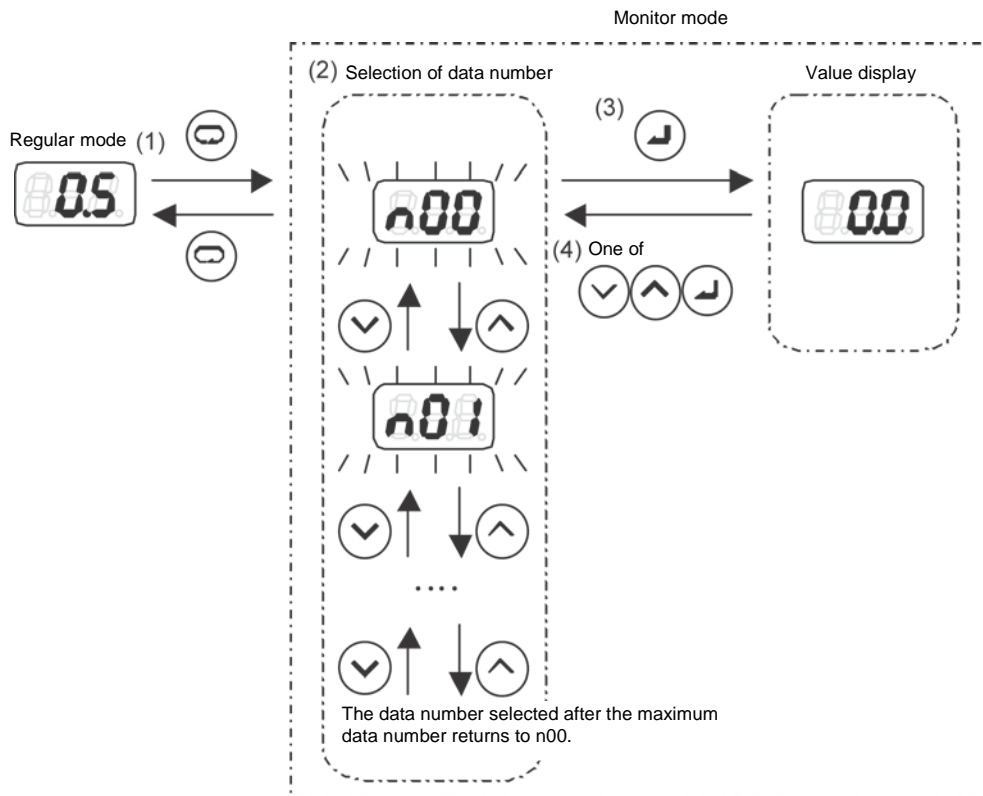 Monitor mode
(2) Selection of data number
Value display
(3)
Regular mode (1)
0.5
n00
0.0
(4) One of
n01
....
The data number selected after the maximum
data number returns to n00.